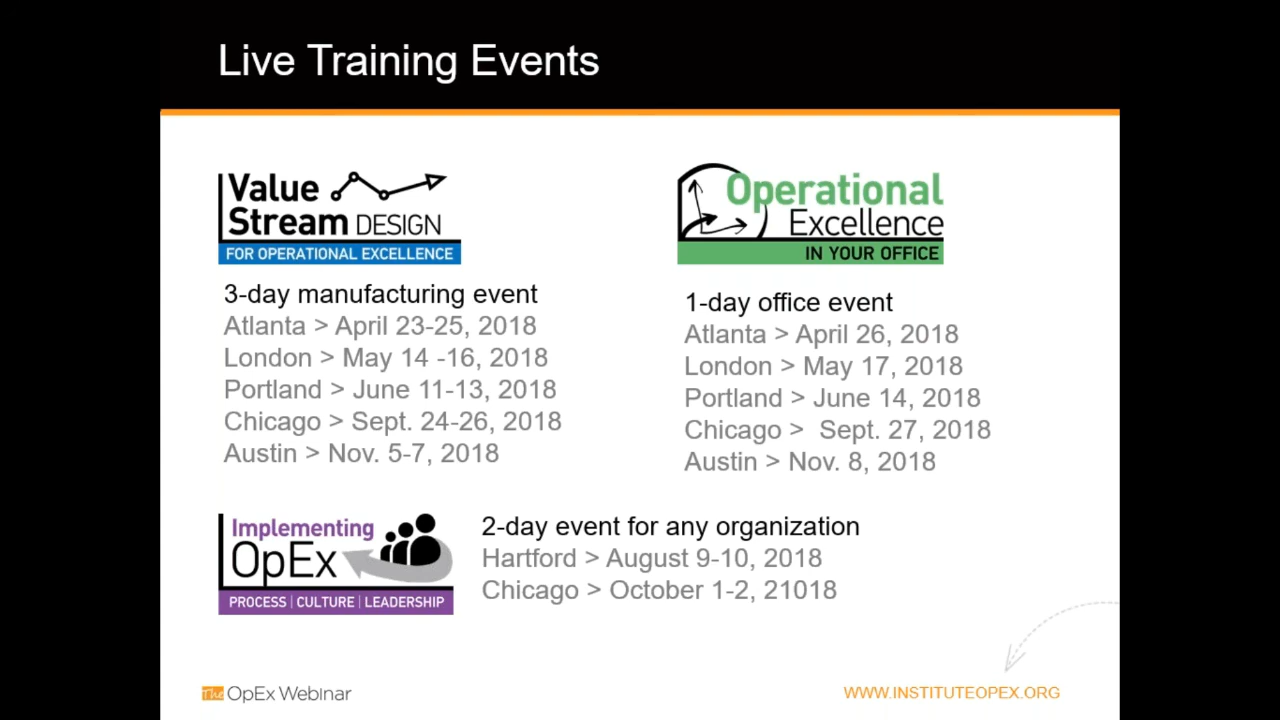 Live Training Events
Value
Stream DESIGN
FOR OPERATIONAL EXCELLENCE
3-day manufacturing event
Atlanta > April 23-25, 2018
London > May 14 -16, 2018
Portland > June 11-13, 2018
Chicago > Sept. 24-26, 2018
Austin > Nov. 5-7, 2018
Operational
Excellence
IN YOUR OFFICE
1-day office event
Atlanta > April 26, 2018
London > May 17, 2018
Portland > June 14, 2018
Chicago >  Sept. 27, 2018
Austin > Nov. 8, 2018
Implementing
OpEx
PROCESS | CULTURE | LEADERSHIP
2-day event for any organization
Hartford > August 9-10, 2018
Chicago > October 1-2, 21018
The OpEx Webinar
WWW.INSTITUTEOPEX.ORG